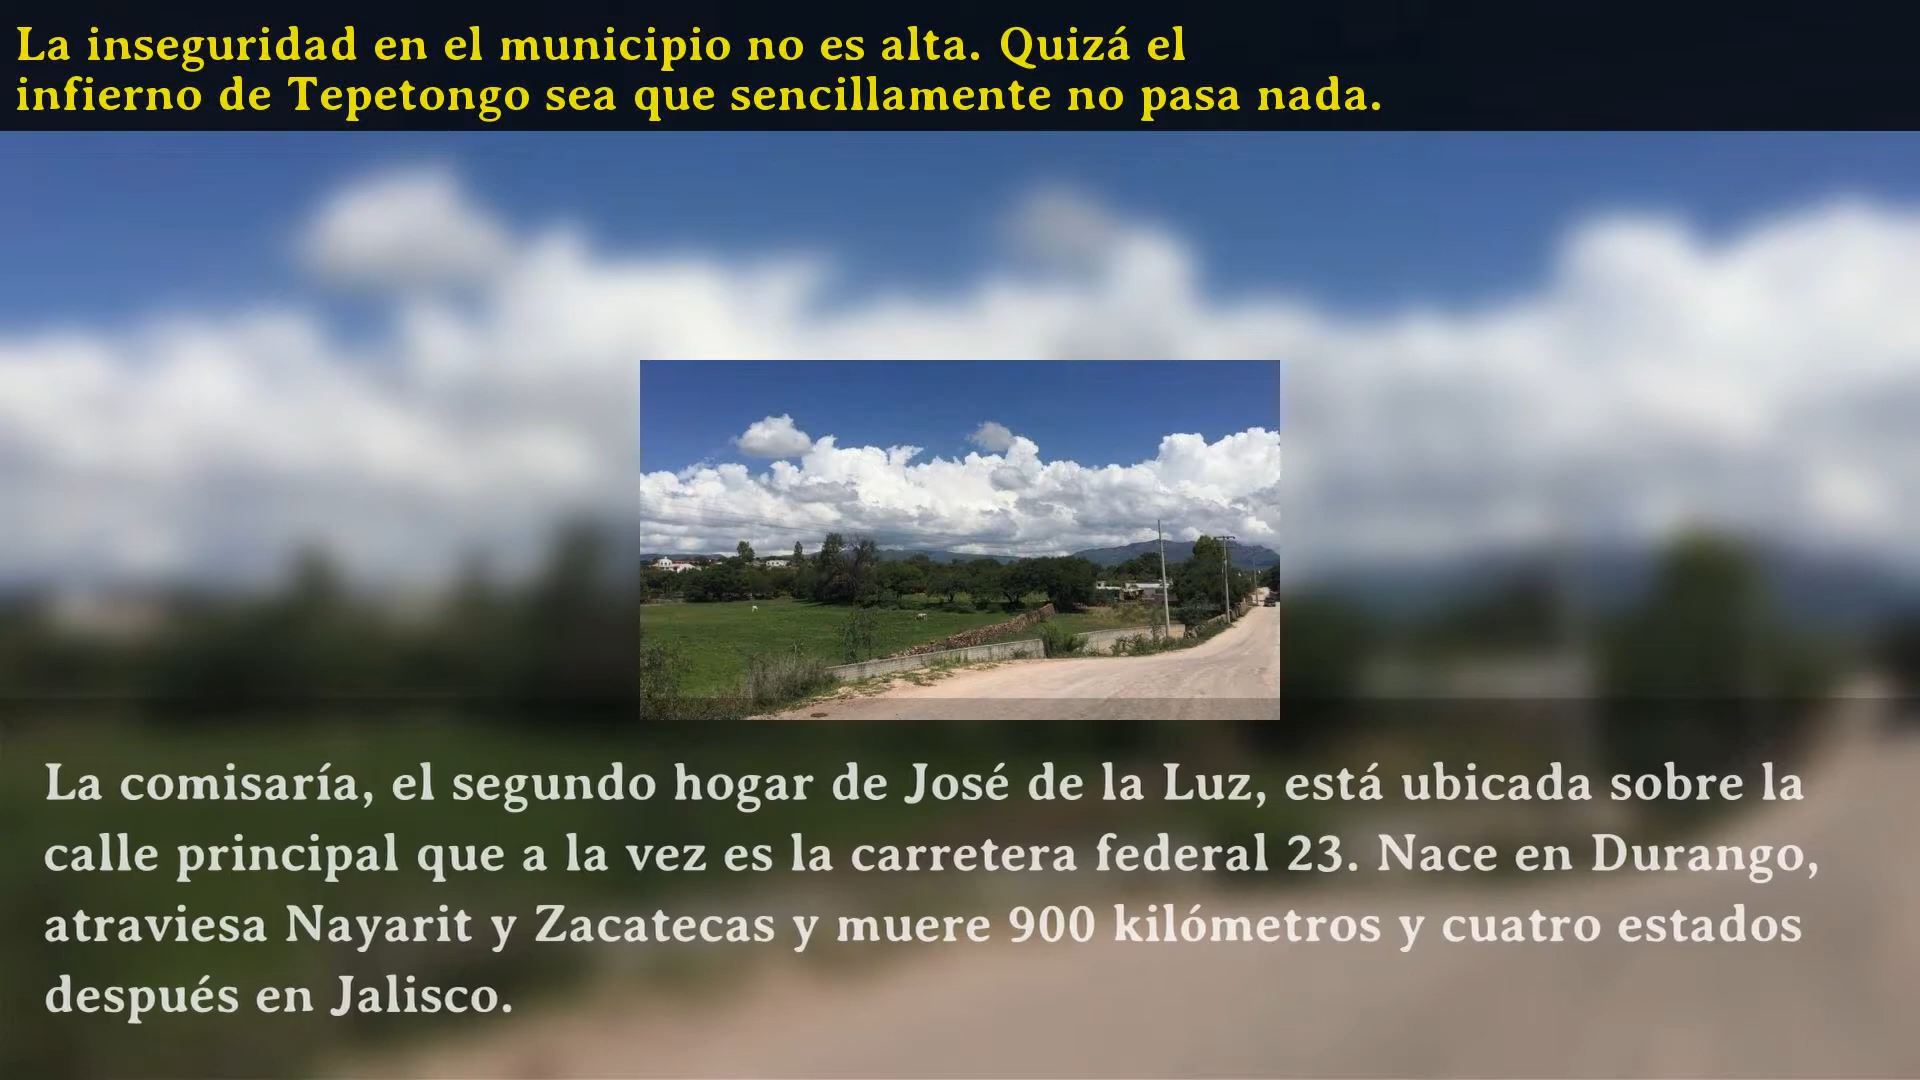 La inseguridad en el municipio no es alta. Quizá el
infierno de Tepetongo sea que sencillamente no pasa nada.
La comisaría, el segundo hogar de José de la Luz, está ubicada sobre la
calle principal que a la vez es la carretera federal 23. Nace en Durango,
atraviesa Nayarit y Zacatecas y muere 900 kilómetros y cuatro estados
después en Jalisco.